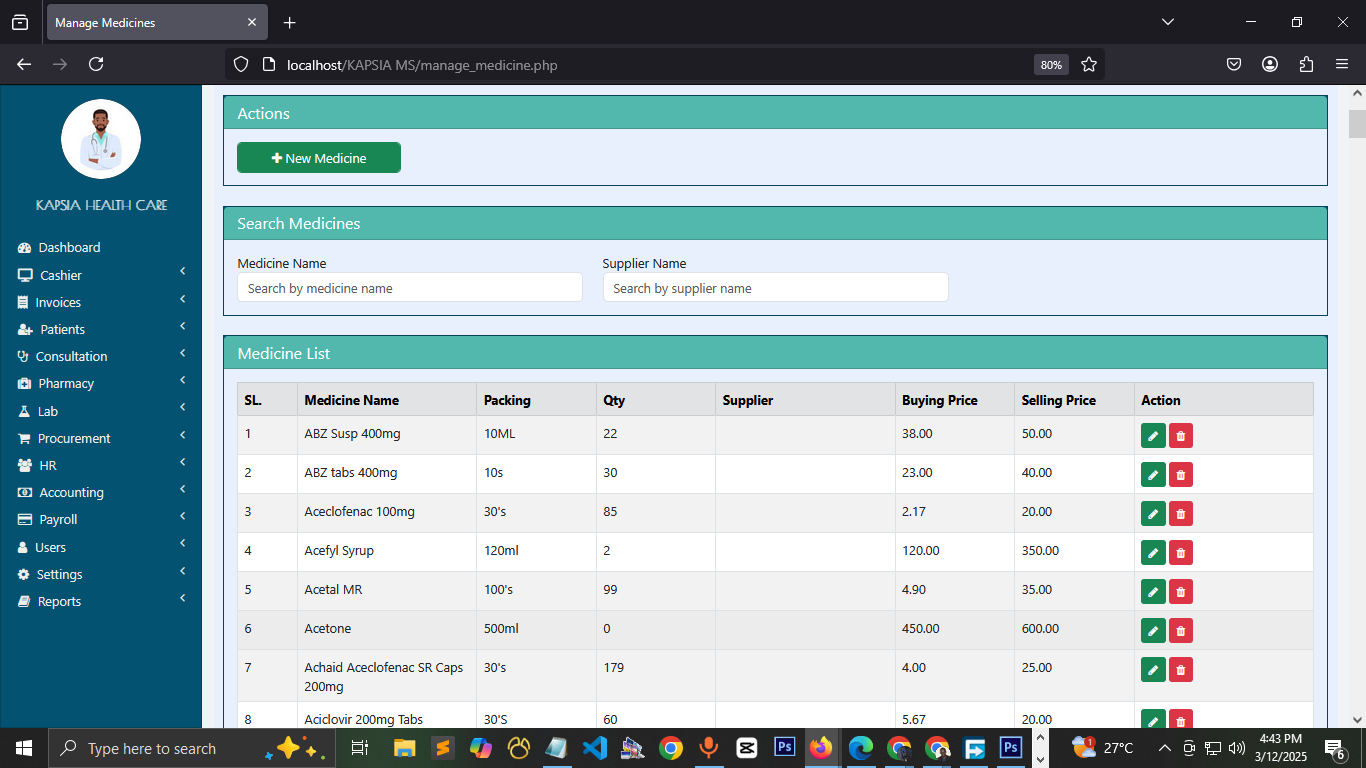 Manage Medicines
localhost/KAPSIA MS/manage_medicine.php
80%
KAPSIA HEALTH CARE
Dashboard
Cashier
Invoices
Patients
Consultation
Pharmacy
Lab
Procurement
HR
Accounting
Payroll
Users
Settings
Reports
Actions
New Medicine
Search Medicines
Medicine Name Supplier Name
Search by medicine name Search by supplier name
Medicine List
SL. Medicine Name Packing Qty Supplier Buying Price Selling Price Action
1 ABZ Susp 400mg 10ML 22 38.00 50.00
2 ABZ tabs 400mg 10s 30 23.00 40.00
3 Aceclofenac 100mg 30's 85 2.17 20.00
4 Acefyl Syrup 120ml 2 120.00 350.00
5 Acetal MR 100's 99 4.90 35.00
6 Acetone 500ml 0 450.00 600.00
7 Achaid Aceclofenac SR Caps 30's 179 4.00 25.00
200mg
8 Aciclovir 200mg Tabs 30'S 60 5.67 20.00
Type here to search
Ps
Ps
1
27°C
4:43 PM
3/12/2025
6